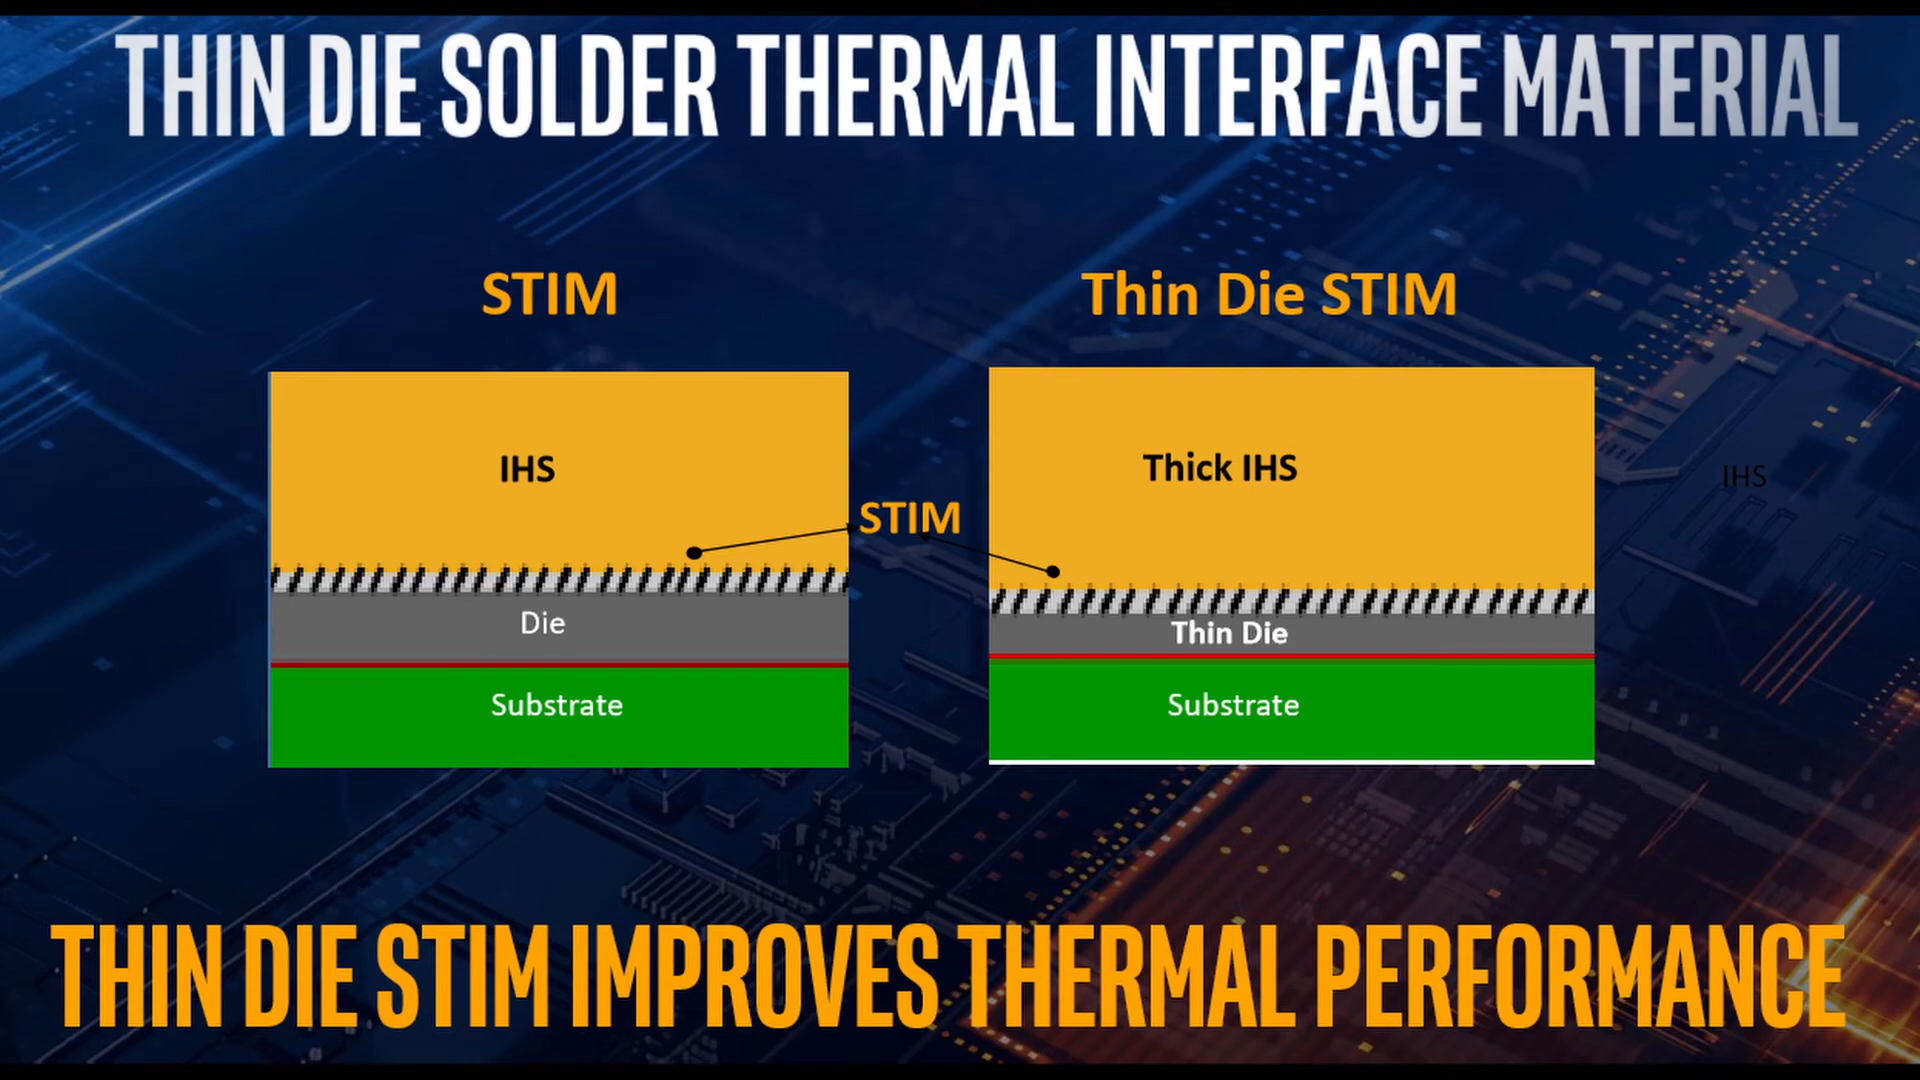 THIN DIE SOLDER THERMAL INTERFACE MATERIAL
STIM
Thin Die STIM
IHS
Thick IHS
IHS
STIM
Die
Thin Die
Substrate
Substrate
THIN DIE STIM IMPROVES THERMAL PERFORMANCE